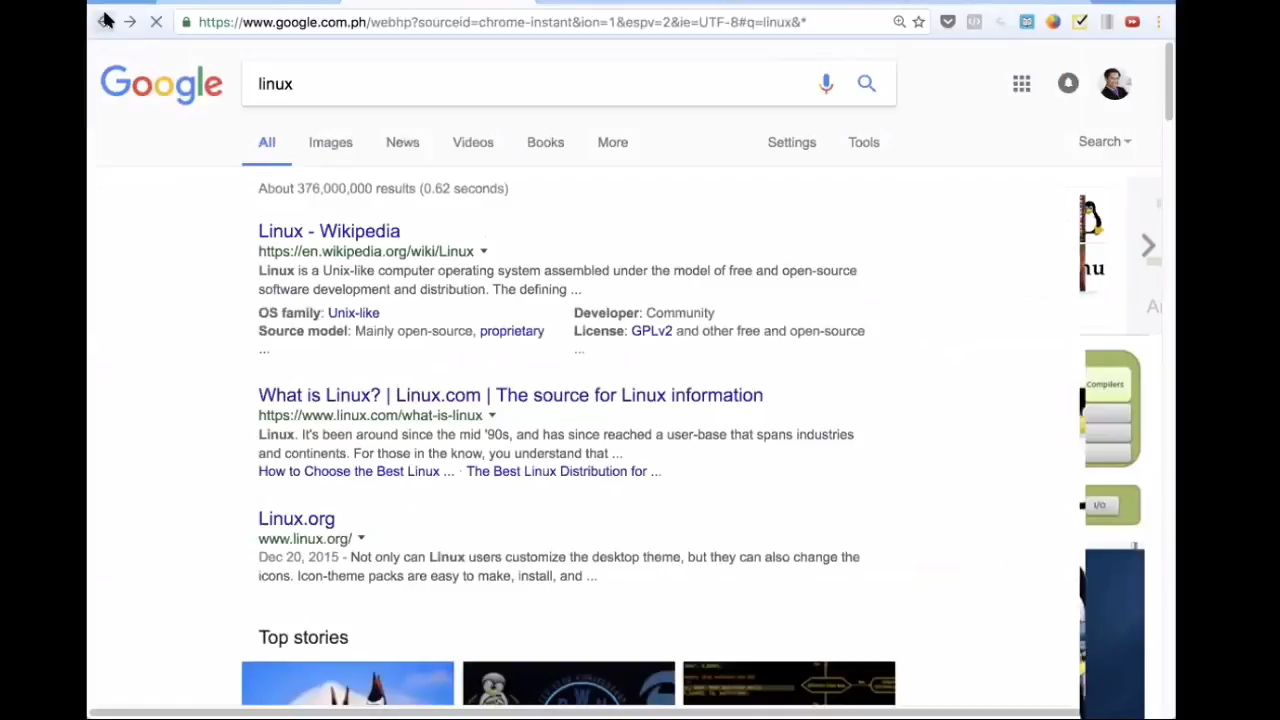 https://www.google.com.ph/webhp?sourceid=chrome-instant&ion=1&espv=2&ie=UTF-8#q=linux&*
Google
linux
All Images News Videos Books More Settings Tools Search
About 376,000,000 results (0.62 seconds)
Linux - Wikipedia
https://en.wikipedia.org/wiki/Linux
Linux is a Unix-like computer operating system assembled under the model of free and open-source
software development and distribution. The defining ...
OS family: Unix-like Developer: Community
Source model: Mainly open-source, proprietary License: GPLv2 and other free and open-source
... ...
What is Linux? | Linux.com | The source for Linux information
https://www.linux.com/what-is-linux
Linux. It's been around since the mid '90s, and has since reached a user-base that spans industries
and continents. For those in the know, you understand that ...
How to Choose the Best Linux ... · The Best Linux Distribution for ...
Linux.org
www.linux.org/
Dec 20, 2015 - Not only can Linux users customize the desktop theme, but they can also change the
icons. Icon-theme packs are easy to make, install, and ...
Top stories
Compilers
I/O